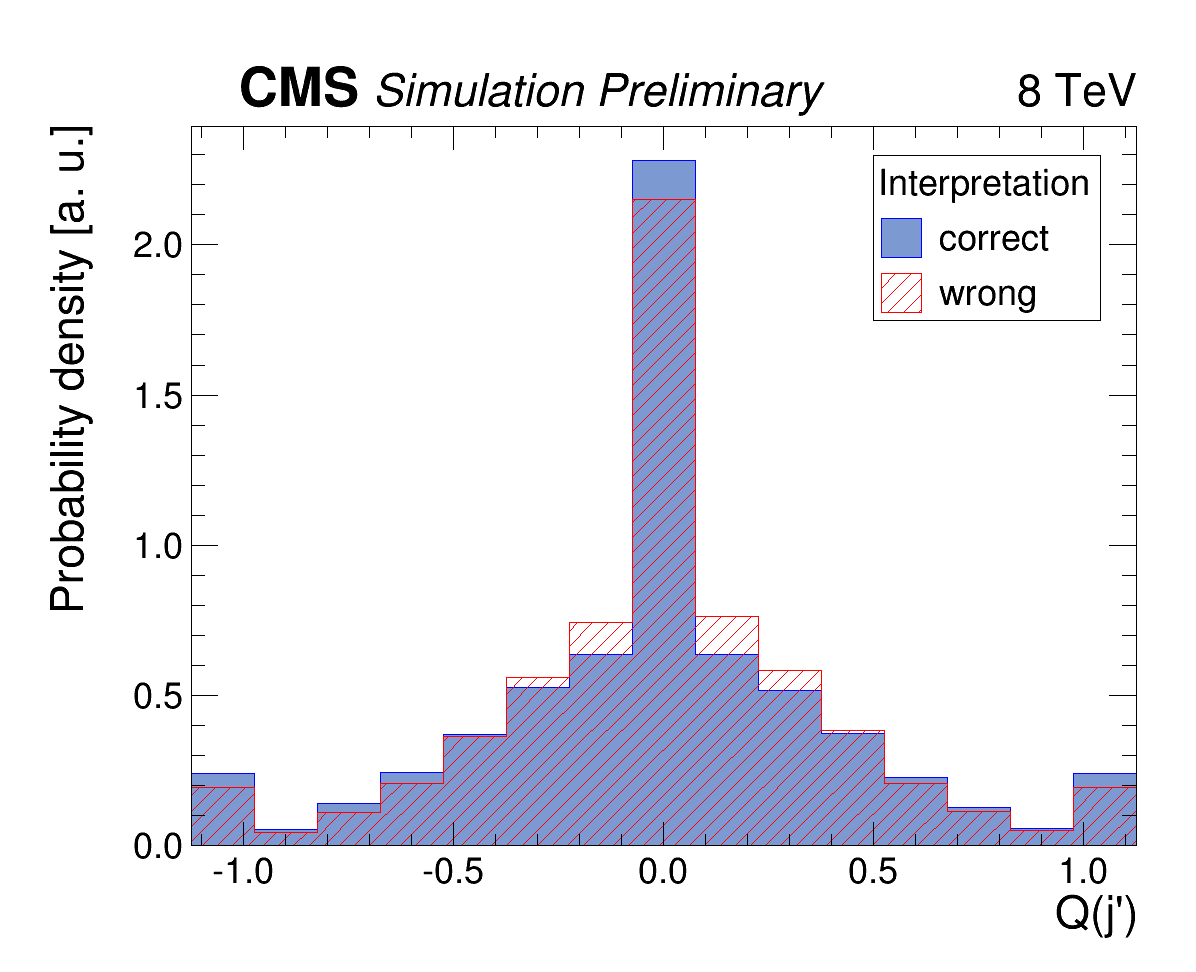 CMS Simulation Preliminary 8 TeV
Probability density [a. u.]
Interpretation
correct
wrong
2.0
1.5
1.0
0.5
0.0
-1.0 -0.5 0.0 0.5 1.0
Q(j')